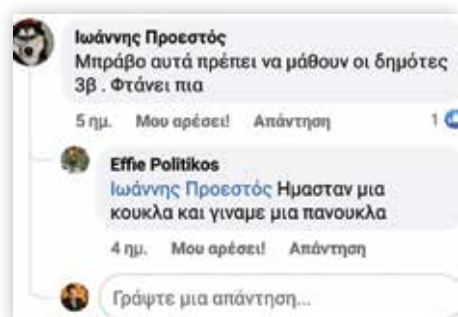 Ιωάννης Προεστός
Μπράβο αυτά πρέπει να μάθουν οι δημότες
3β . Φτάνει πια
5 ημ. Μου αρέσει! Απάντηση 1
Effie Politikos
Ιωάννης Προεστός Ημασταν μια
κουκλα και γιναμε μια πανουκλα
4 ημ. Μου αρέσει! Απάντηση
Γράψτε μια απάντηση...